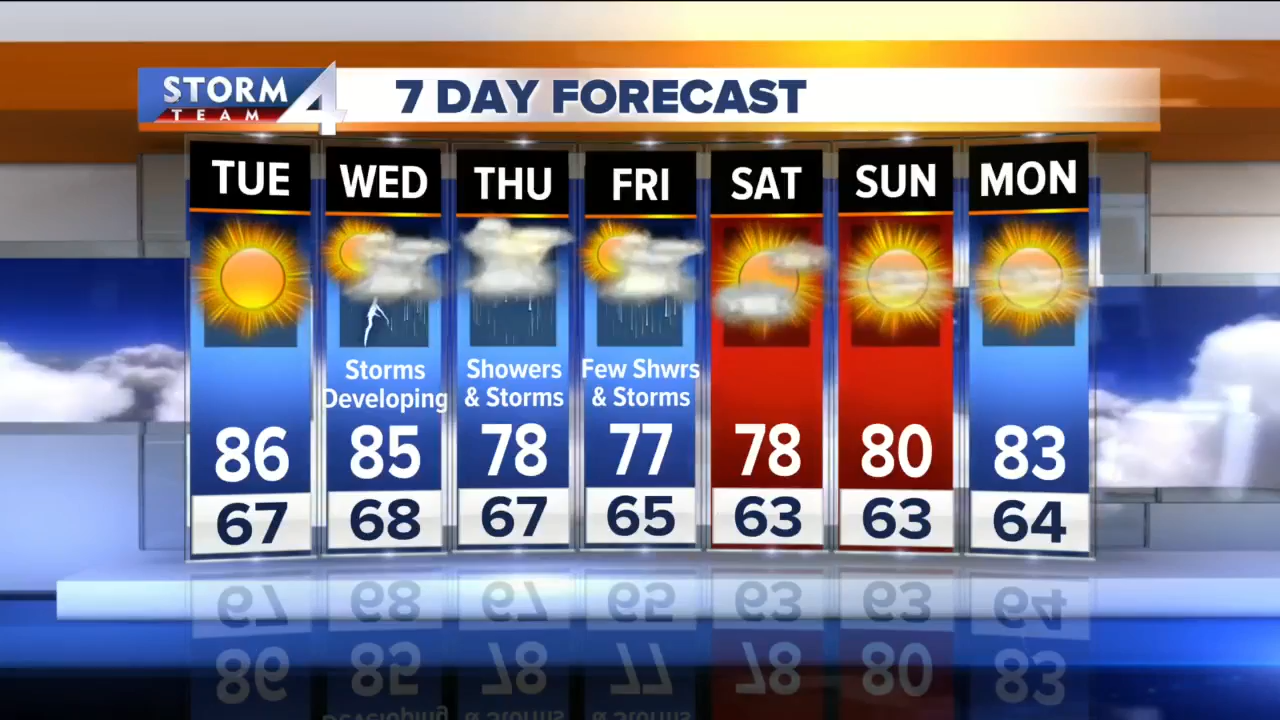 STORM
TEAM
4
7 DAY FORECAST
TUE WED THU FRI SAT SUN MON
Storms Developing
Showers & Storms
Few Shwrs & Storms
86 85 78 77 78 80 83
67 68 67 65 63 63 64